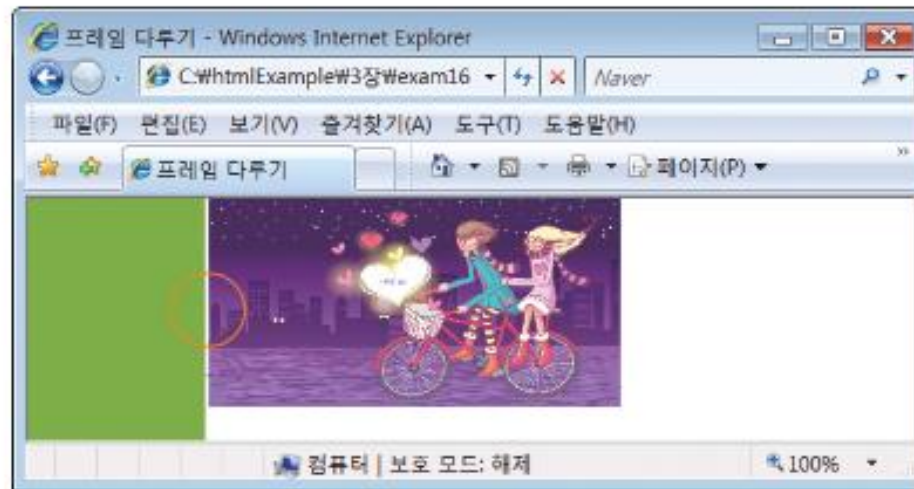 프레임 다루기 - Windows Internet Explorer
C:₩htmlExample₩3장₩exam16 Naver
파일(F) 편집(E) 보기(V) 즐겨찾기(A) 도구(T) 도움말(H)
프레임 다루기 페이지(P)
컴퓨터 | 보호 모드: 해제 100%